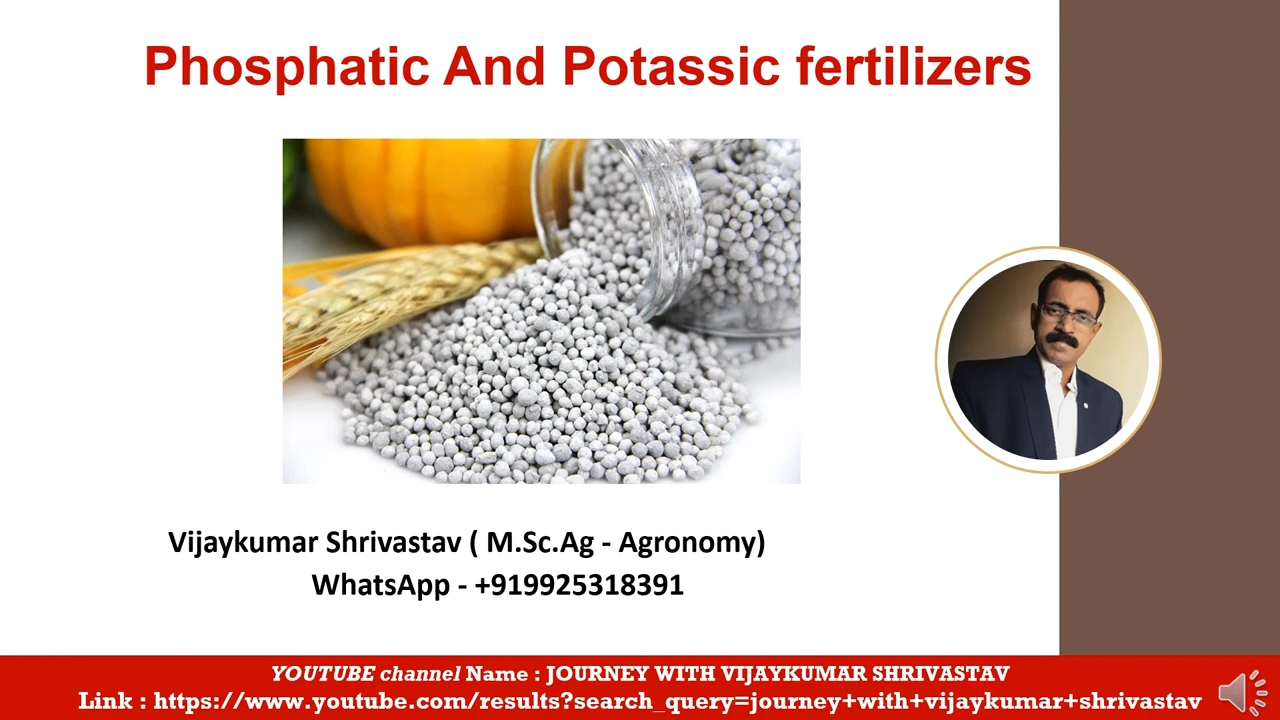 Phosphatic And Potassic fertilizers
Vijaykumar Shrivastav ( M.Sc.Ag - Agronomy)
WhatsApp - +919925318391
YOUTUBE channel Name : JOURNEY WITH VIJAYKUMAR SHRIVASTAV
Link : https://www.youtube.com/results?search_query=journey+with+vijaykumar+shrivastav